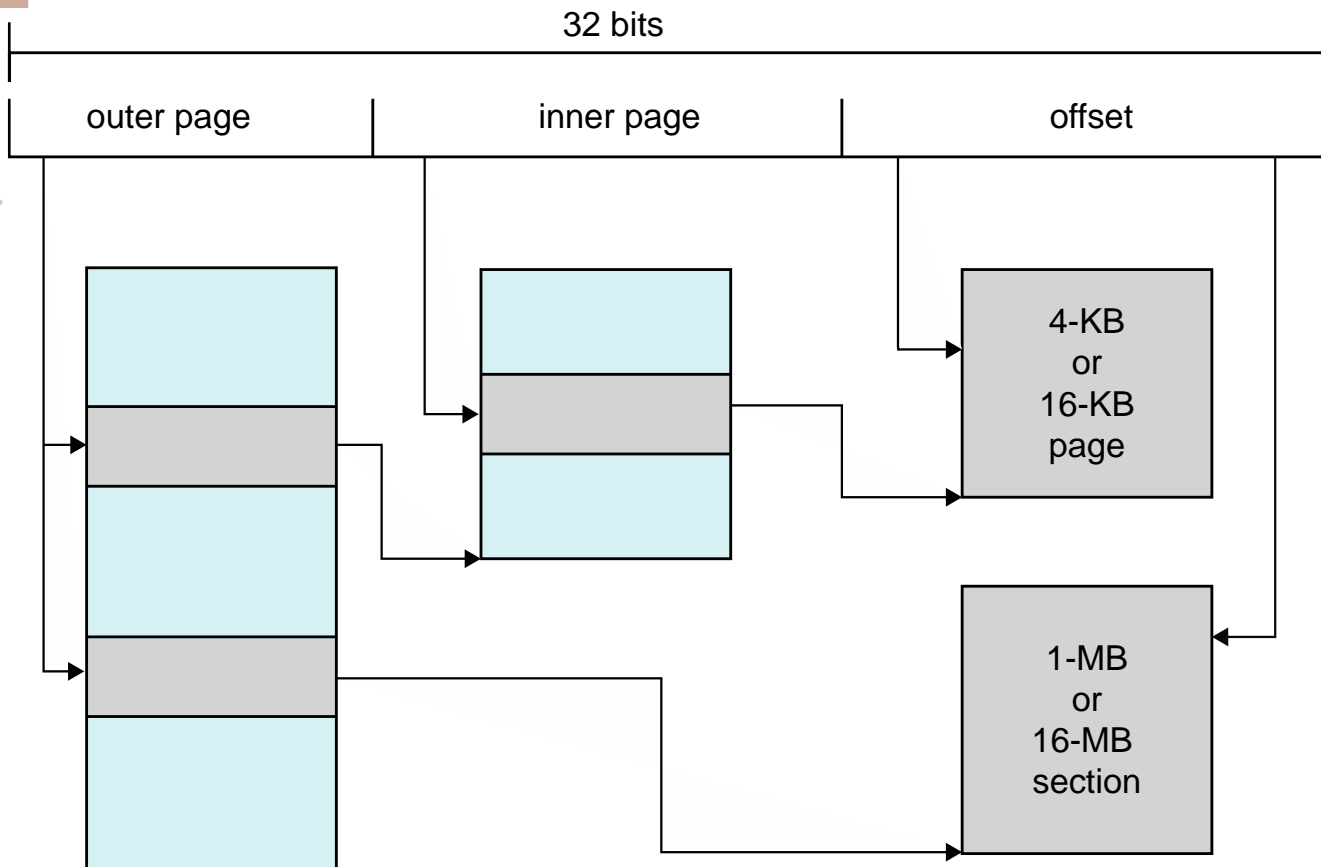 32 bits
outer page
inner page
offset
4-KB
or
16-KB
page
1-MB
or
16-MB
section